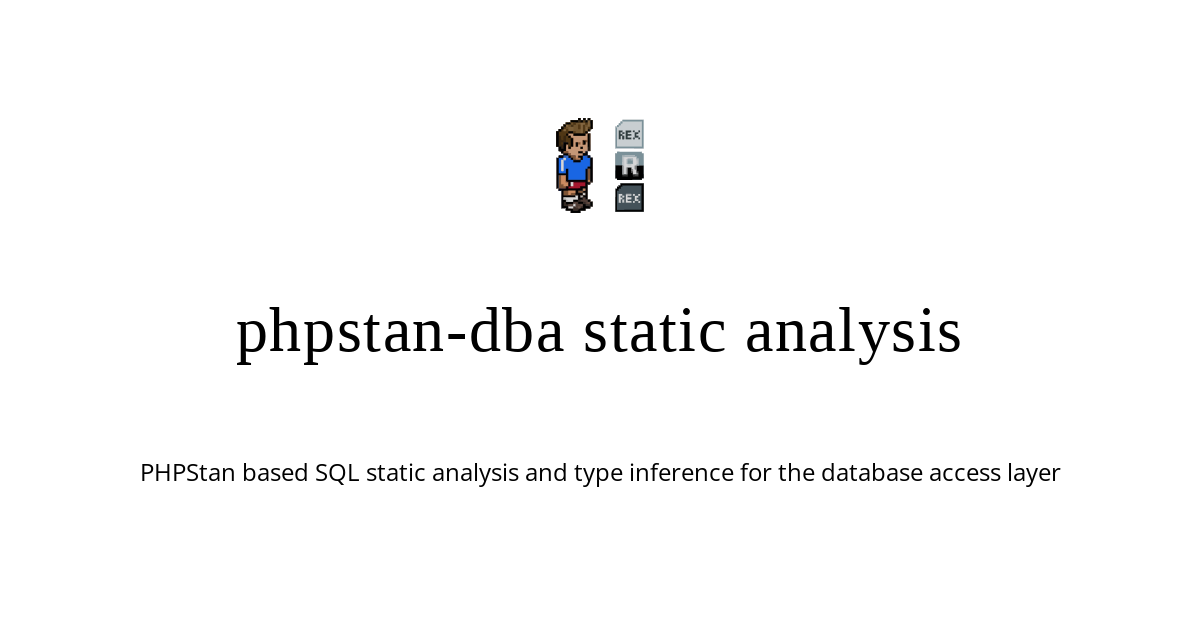 REX
R
REX
phpstan-dba static analysis
PHPStan based SQL static analysis and type inference for the database access layer